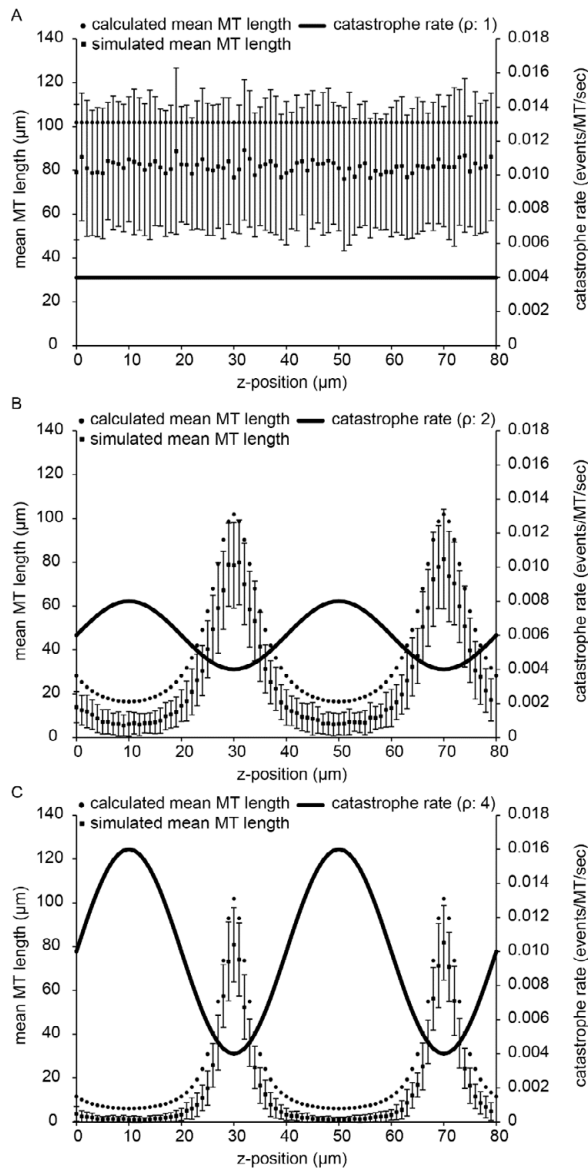 A
calculated mean MT length catastrophe rate (ρ: 1)
simulated mean MT length
140
120
100
80
60
40
20
0
mean MT length (µm)
0.018
0.016
0.014
0.012
0.010
0.008
0.006
0.004
0.002
0
catastrophe rate (events/MT/sec)
0 10 20 30 40 50 60 70 80
z-position (µm)
B
calculated mean MT length catastrophe rate (ρ: 2)
simulated mean MT length
140
120
100
80
60
40
20
0
mean MT length (µm)
0.018
0.016
0.014
0.012
0.010
0.008
0.006
0.004
0.002
0
catastrophe rate (events/MT/sec)
0 10 20 30 40 50 60 70 80
z-position (µm)
C
calculated mean MT length catastrophe rate (ρ: 4)
simulated mean MT length
140
120
100
80
60
40
20
0
mean MT length (µm)
0.018
0.016
0.014
0.012
0.010
0.008
0.006
0.004
0.002
0
catastrophe rate (events/MT/sec)
0 10 20 30 40 50 60 70 80
z-position (µm)